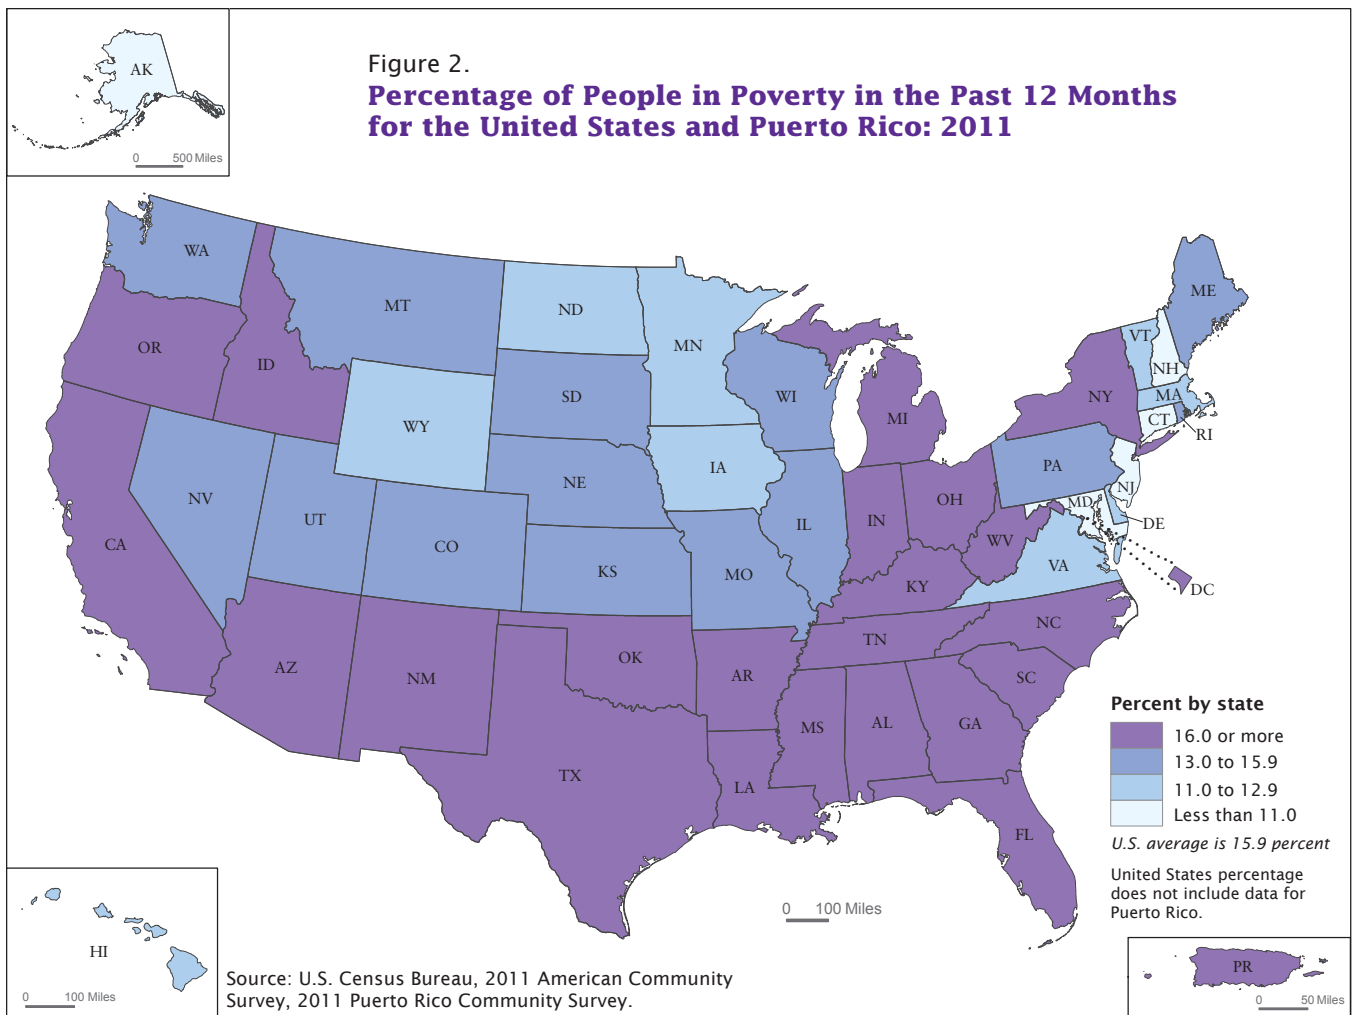 AK
0 500 Miles
Figure 2.
Percentage of People in Poverty in the Past 12 Months
for the United States and Puerto Rico: 2011
WA
MT
ND
MN
ME
OR
ID
SD
WI
MI
NY
VT
NH
MA
CT
RI
WY
IA
PA
NJ
NV
UT
NE
IL
IN
OH
MD
DE
CA
CO
KS
MO
WV
VA
DC
KY
AZ
NM
OK
AR
TN
NC
SC
TX
LA
MS
AL
GA
FL
Percent by state
16.0 or more
13.0 to 15.9
11.0 to 12.9
Less than 11.0
U.S. average is 15.9 percent
United States percentage
does not include data for
Puerto Rico.
0 100 Miles
HI
0 100 Miles
Source: U.S. Census Bureau, 2011 American Community
Survey, 2011 Puerto Rico Community Survey.
PR
0 50 Miles